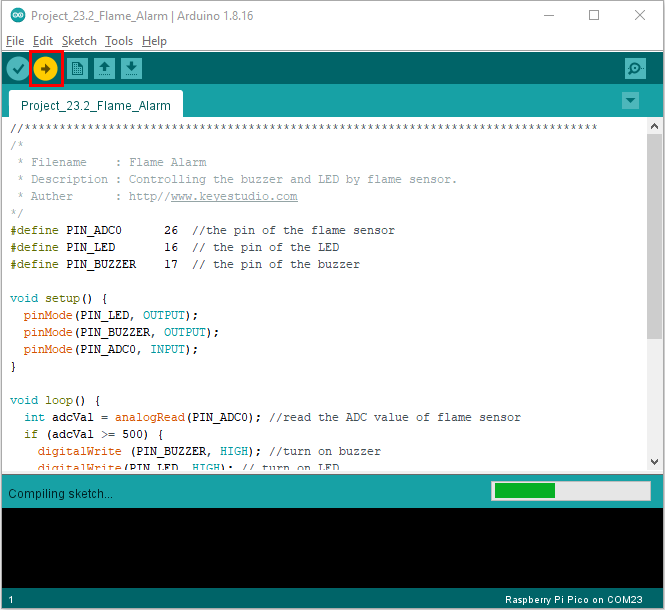 Project_23.2_Flame_Alarm | Arduino 1.8.16
File Edit Sketch Tools Help
Project_23.2_Flame_Alarm
//**********************************************************************************
/*
 * Filename    : Flame Alarm
 * Description : Controlling the buzzer and LED by flame sensor.
 * Auther      : http//www.keyestudio.com
*/
#define PIN_ADC0      26  //the pin of the flame sensor
#define PIN_LED       16  // the pin of the LED
#define PIN_BUZZER    17  // the pin of the buzzer
void setup() {
  pinMode(PIN_LED, OUTPUT);
  pinMode(PIN_BUZZER, OUTPUT);
  pinMode(PIN_ADC0, INPUT);
}
void loop() {
  int adcVal = analogRead(PIN_ADC0); //read the ADC value of flame sensor
  if (adcVal >= 500) {
    digitalWrite (PIN_BUZZER, HIGH); //turn on buzzer
    digitalWrite(PIN_LED, HIGH); // turn on LED
Compiling sketch...
1
Raspberry Pi Pico on COM23